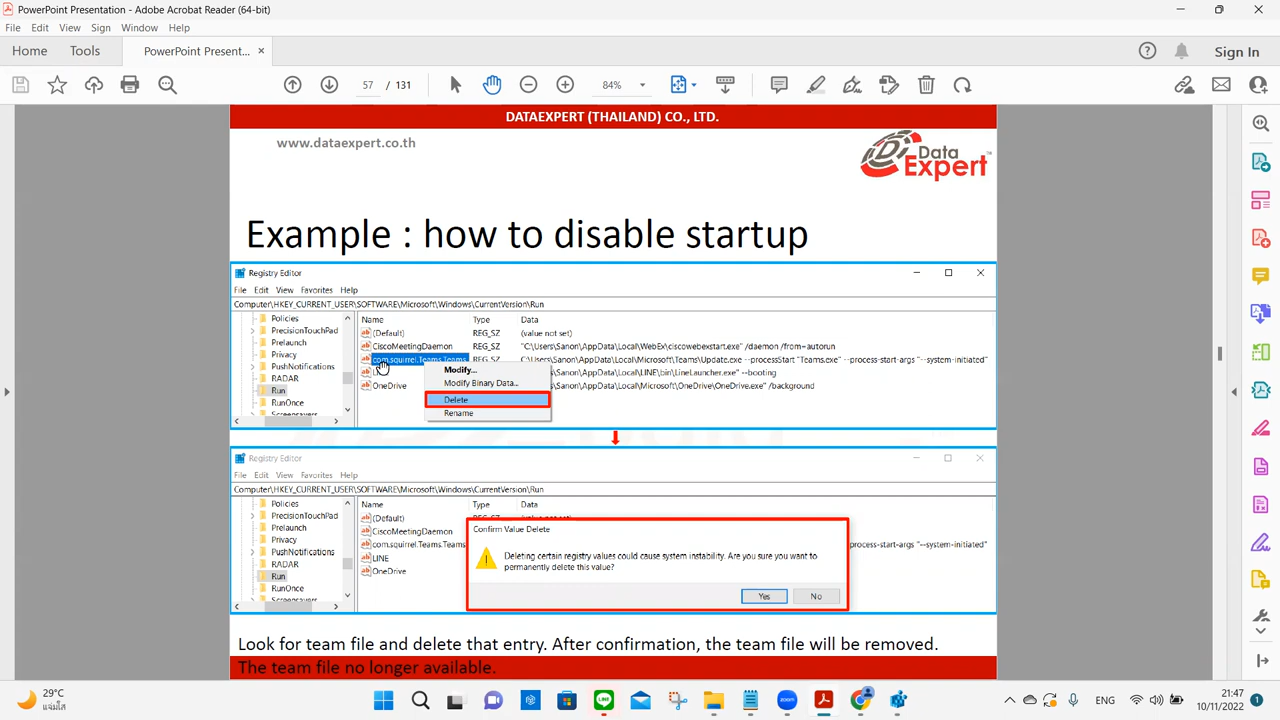 PowerPoint Presentation - Adobe Acrobat Reader (64-bit)
File Edit View Sign Window Help
Home Tools PowerPoint Present... × Sign In
57 / 131 84%
DATAEXPERT (THAILAND) CO., LTD.
www.dataexpert.co.th
Data Expert™
Example : how to disable startup
Registry Editor
File Edit View Favorites Help
Computer\HKEY_CURRENT_USER\SOFTWARE\Microsoft\Windows\CurrentVersion\Run
Policies
PrecisionTouchPad
Prelaunch
Privacy
PushNotifications
RADAR
Run
RunOnce
Screensavers
Name Type Data
(Default) REG_SZ (value not set)
CiscoMeetingDaemon REG_SZ "C:\Users\Sanon\AppData\Local\WebEx\ciscowebexstart.exe" /daemon /from=autorun
com.squirrel.Teams.Teams REG_SZ C:\Users\Sanon\AppData\Local\Microsoft\Teams\Update.exe --processStart "Teams.exe" --process-start-args "--system-initiated"
\Sanon\AppData\Local\LINE\bin\LineLauncher.exe" --booting
OneDrive \Sanon\AppData\Local\Microsoft\OneDrive\OneDrive.exe" /background
Modify...
Modify Binary Data...
Delete
Rename
Registry Editor
File Edit View Favorites Help
Computer\HKEY_CURRENT_USER\SOFTWARE\Microsoft\Windows\CurrentVersion\Run
Policies
PrecisionTouchPad
Prelaunch
Privacy
PushNotifications
RADAR
Run
RunOnce
Screensavers
Name Type Data
(Default)
CiscoMeetingDaemon
com.squirrel.Teams.Teams process-start-args "--system-initiated"
LINE
OneDrive
Confirm Value Delete
Deleting certain registry values could cause system instability. Are you sure you want to
permanently delete this value?
Yes No
Look for team file and delete that entry. After confirmation, the team file will be removed.
The team file no longer available.
29°C
ENG
21:47
10/11/2022